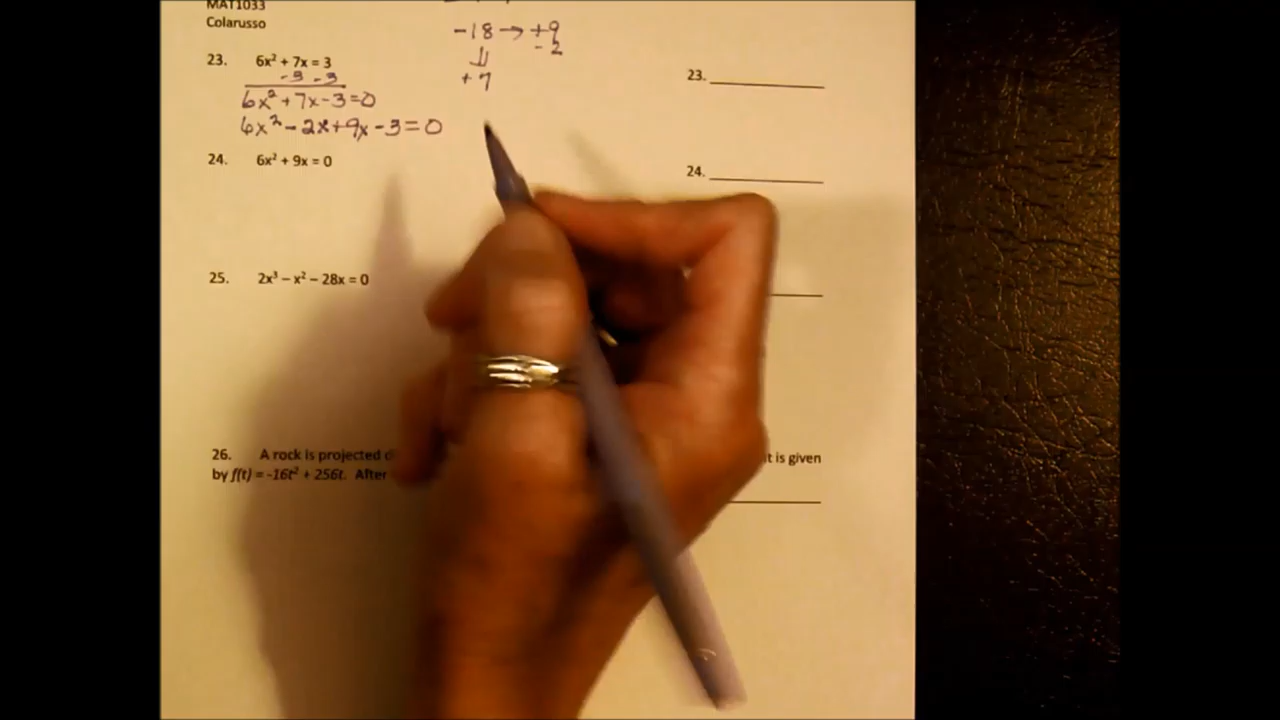 MAT1033
Colarusso
-18 → +9
-2
⇓
+7
23. 6x² + 7x = 3
-3 -3
6x² + 7x - 3 = 0
6x² - 2x + 9x - 3 = 0
23.
24. 6x² + 9x = 0
24.
25. 2x³ – x² – 28x = 0
26. A rock is projected
it is given
by f(t) = -16t² + 256t. After